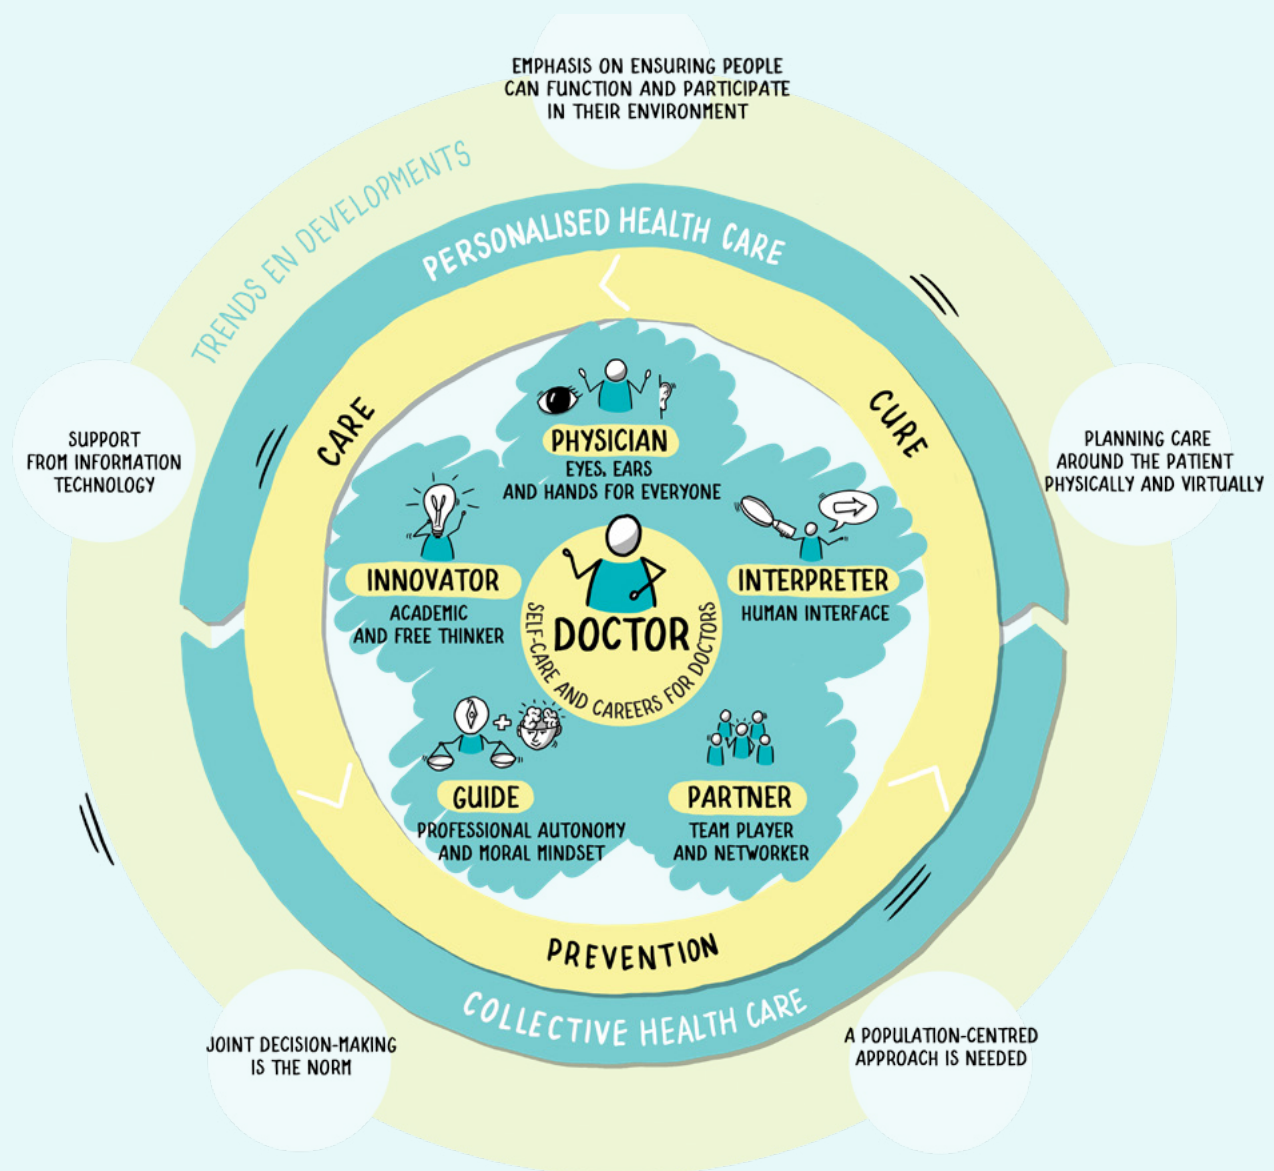 EMPHASIS ON ENSURING PEOPLE
CAN FUNCTION AND PARTICIPATE
IN THEIR ENVIRONMENT
TRENDS EN DEVELOPMENTS
PERSONALISED HEALTH CARE
CARE
CURE
SUPPORT
FROM INFORMATION
TECHNOLOGY
PLANNING CARE
AROUND THE PATIENT
PHYSICALLY AND VIRTUALLY
PHYSICIAN
EYES, EARS
AND HANDS FOR EVERYONE
INNOVATOR
ACADEMIC
AND FREE THINKER
INTERPRETER
HUMAN INTERFACE
DOCTOR
SELF-CARE AND CAREERS FOR DOCTORS
GUIDE
PROFESSIONAL AUTONOMY
AND MORAL MINDSET
PARTNER
TEAM PLAYER
AND NETWORKER
PREVENTION
COLLECTIVE HEALTH CARE
JOINT DECISION-MAKING
IS THE NORM
A POPULATION-CENTRED
APPROACH IS NEEDED